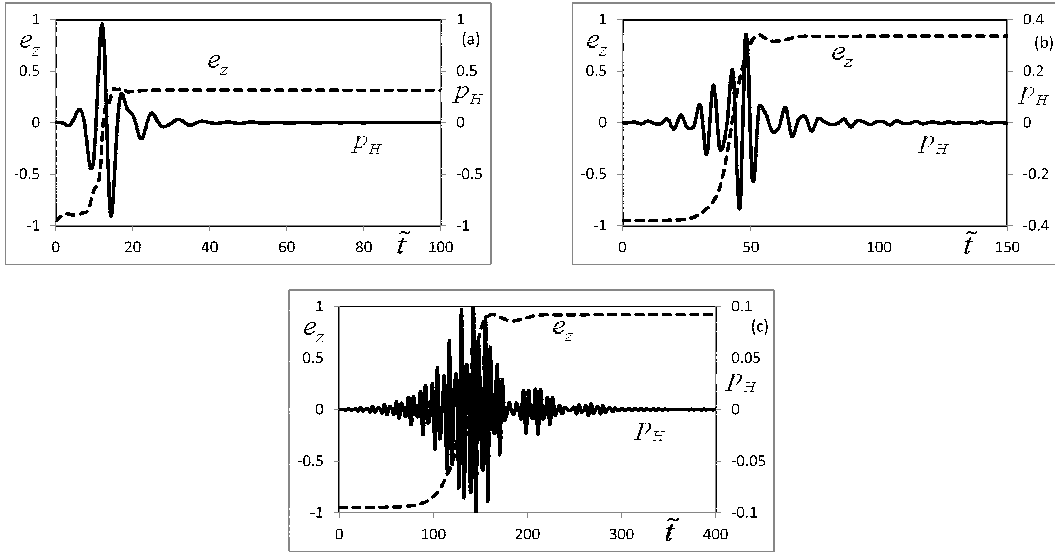 1 1 (a)
e_z e_z
0.5 0.5
p_H
0 0
p_H
-0.5 -0.5
-1 -1
0 20 40 60 80 t̃ 100
1 0.4 (b)
e_z e_z
0.5 0.2
p_H
0 0
p_H
-0.5 -0.2
-1 -0.4
0 50 100 t̃ 150
1 0.1
e_z e_z (c)
0.5 0.05
p_H
0 0
p_H
-0.5 -0.05
-1 -0.1
0 100 200 300 t̃ 400